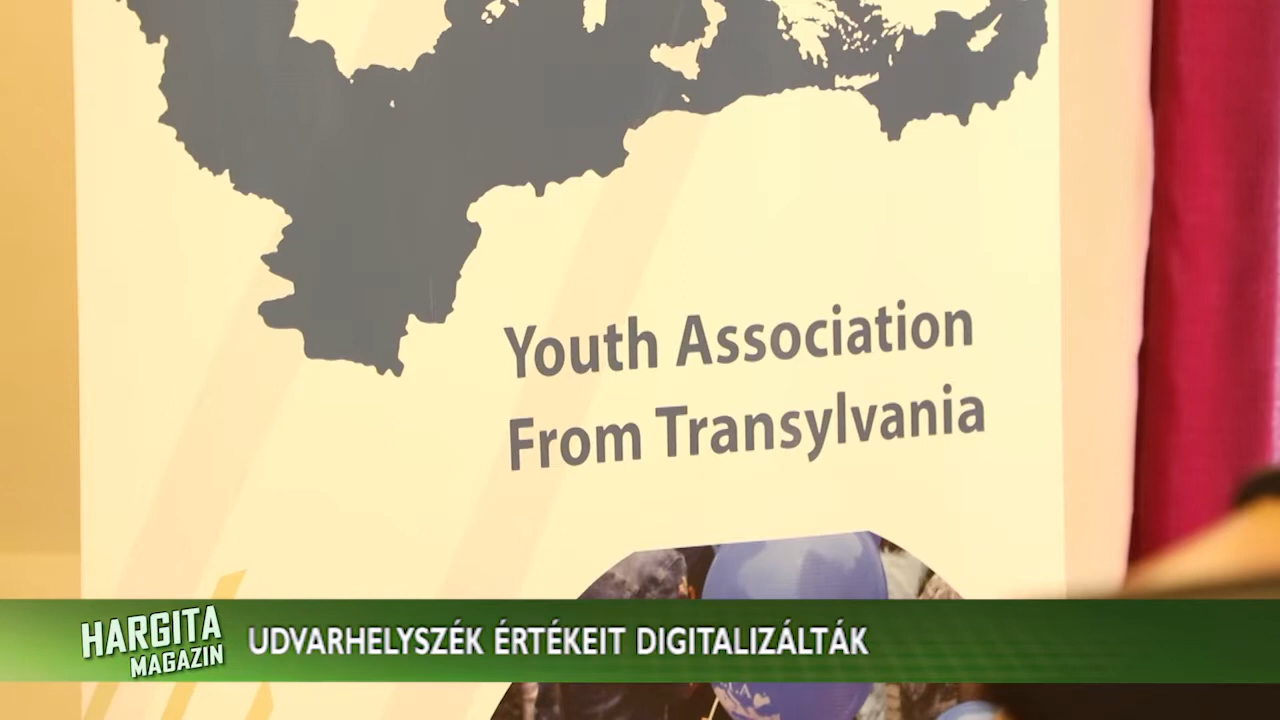 Youth Association
From Transylvania
HARGITA
MAGAZIN
UDVARHELYSZÉK ÉRTÉKEIT DIGITALIZÁLTÁK